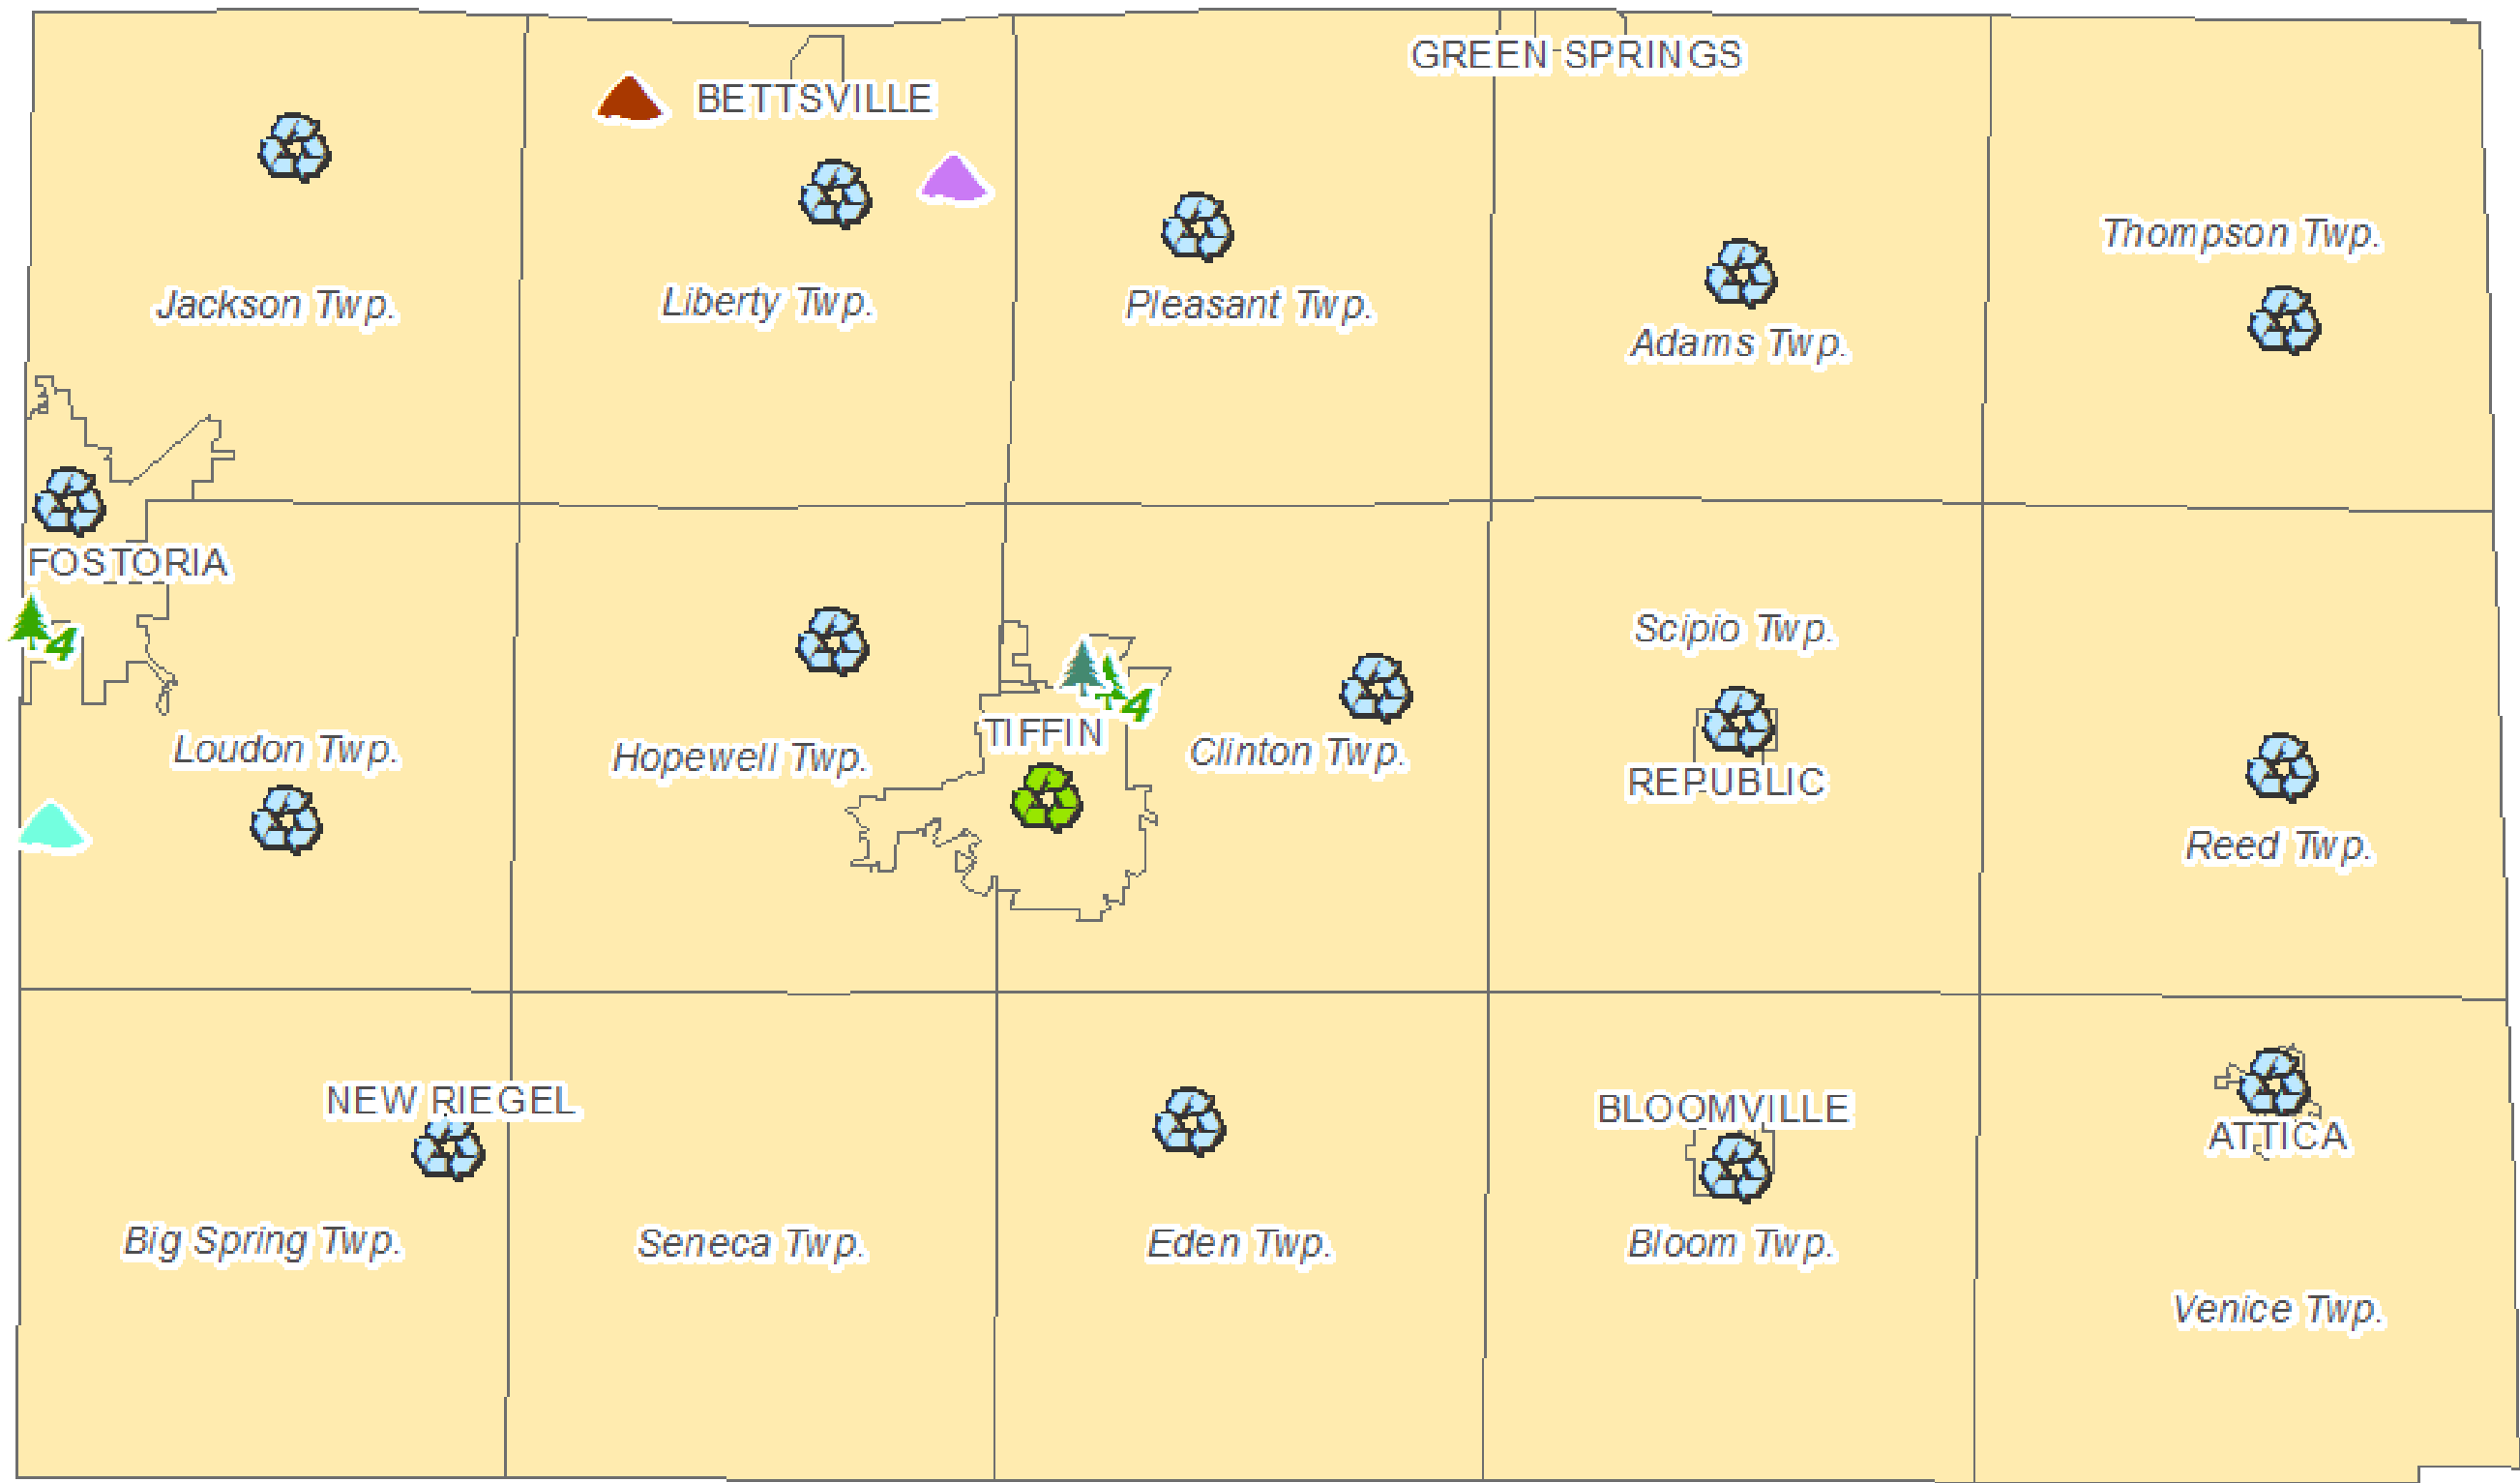 GREEN SPRINGS
BETTSVILLE
Thompson Twp.
Jackson Twp.
Liberty Twp.
Pleasant Twp.
Adams Twp.
FOSTORIA
4
Scipio Twp.
4
TIFFIN
Loudon Twp.
Hopewell Twp.
Clinton Twp.
REPUBLIC
Reed Twp.
NEW RIEGEL
BLOOMVILLE
ATTICA
Big Spring Twp.
Seneca Twp.
Eden Twp.
Bloom Twp.
Venice Twp.